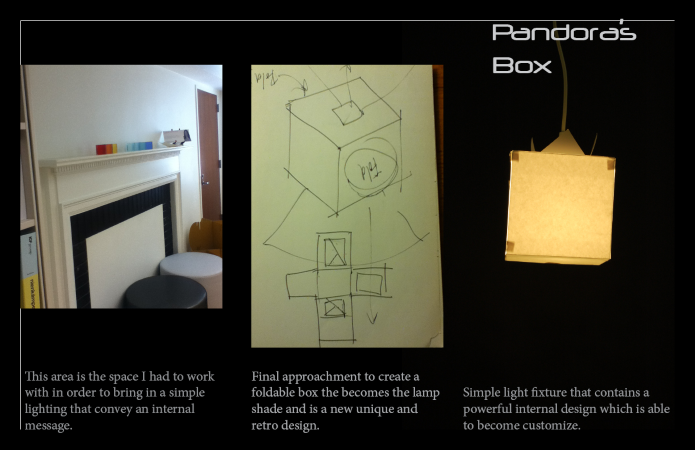 Pandora's
Box
Fold
Fold
This area is the space I had to work
with in order to bring in a simple
lighting that convey an internal
message.
Final approachment to create a
foldable box the becomes the lamp
shade and is a new unique and
retro design.
Simple light fixture that contains a
powerful internal design which is able
to become customize.